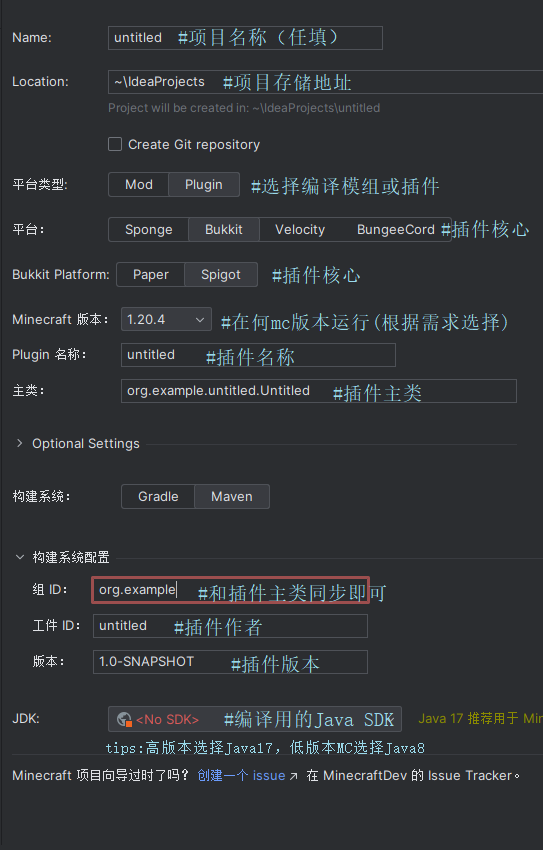 Name: untitled #项目名称（任填）
Location: ~\IdeaProjects #项目存储地址
Project will be created in: ~\IdeaProjects\untitled
Create Git repository
平台类型: Mod Plugin #选择编译模组或插件
平台： Sponge Bukkit Velocity BungeeCord #插件核心
Bukkit Platform: Paper Spigot #插件核心
Minecraft 版本： 1.20.4 #在何mc版本运行(根据需求选择)
Plugin 名称： untitled #插件名称
主类： org.example.untitled.Untitled #插件主类
Optional Settings
构建系统： Gradle Maven
构建系统配置
组 ID： org.example #和插件主类同步即可
工件 ID： untitled #插件作者
版本： 1.0-SNAPSHOT #插件版本
JDK: <No SDK> #编译用的Java SDK Java 17 推荐用于 Min
tips:高版本选择Java17，低版本MC选择Java8
Minecraft 项目向导过时了吗？ 创建一个 issue ↗ 在 MinecraftDev 的 Issue Tracker。